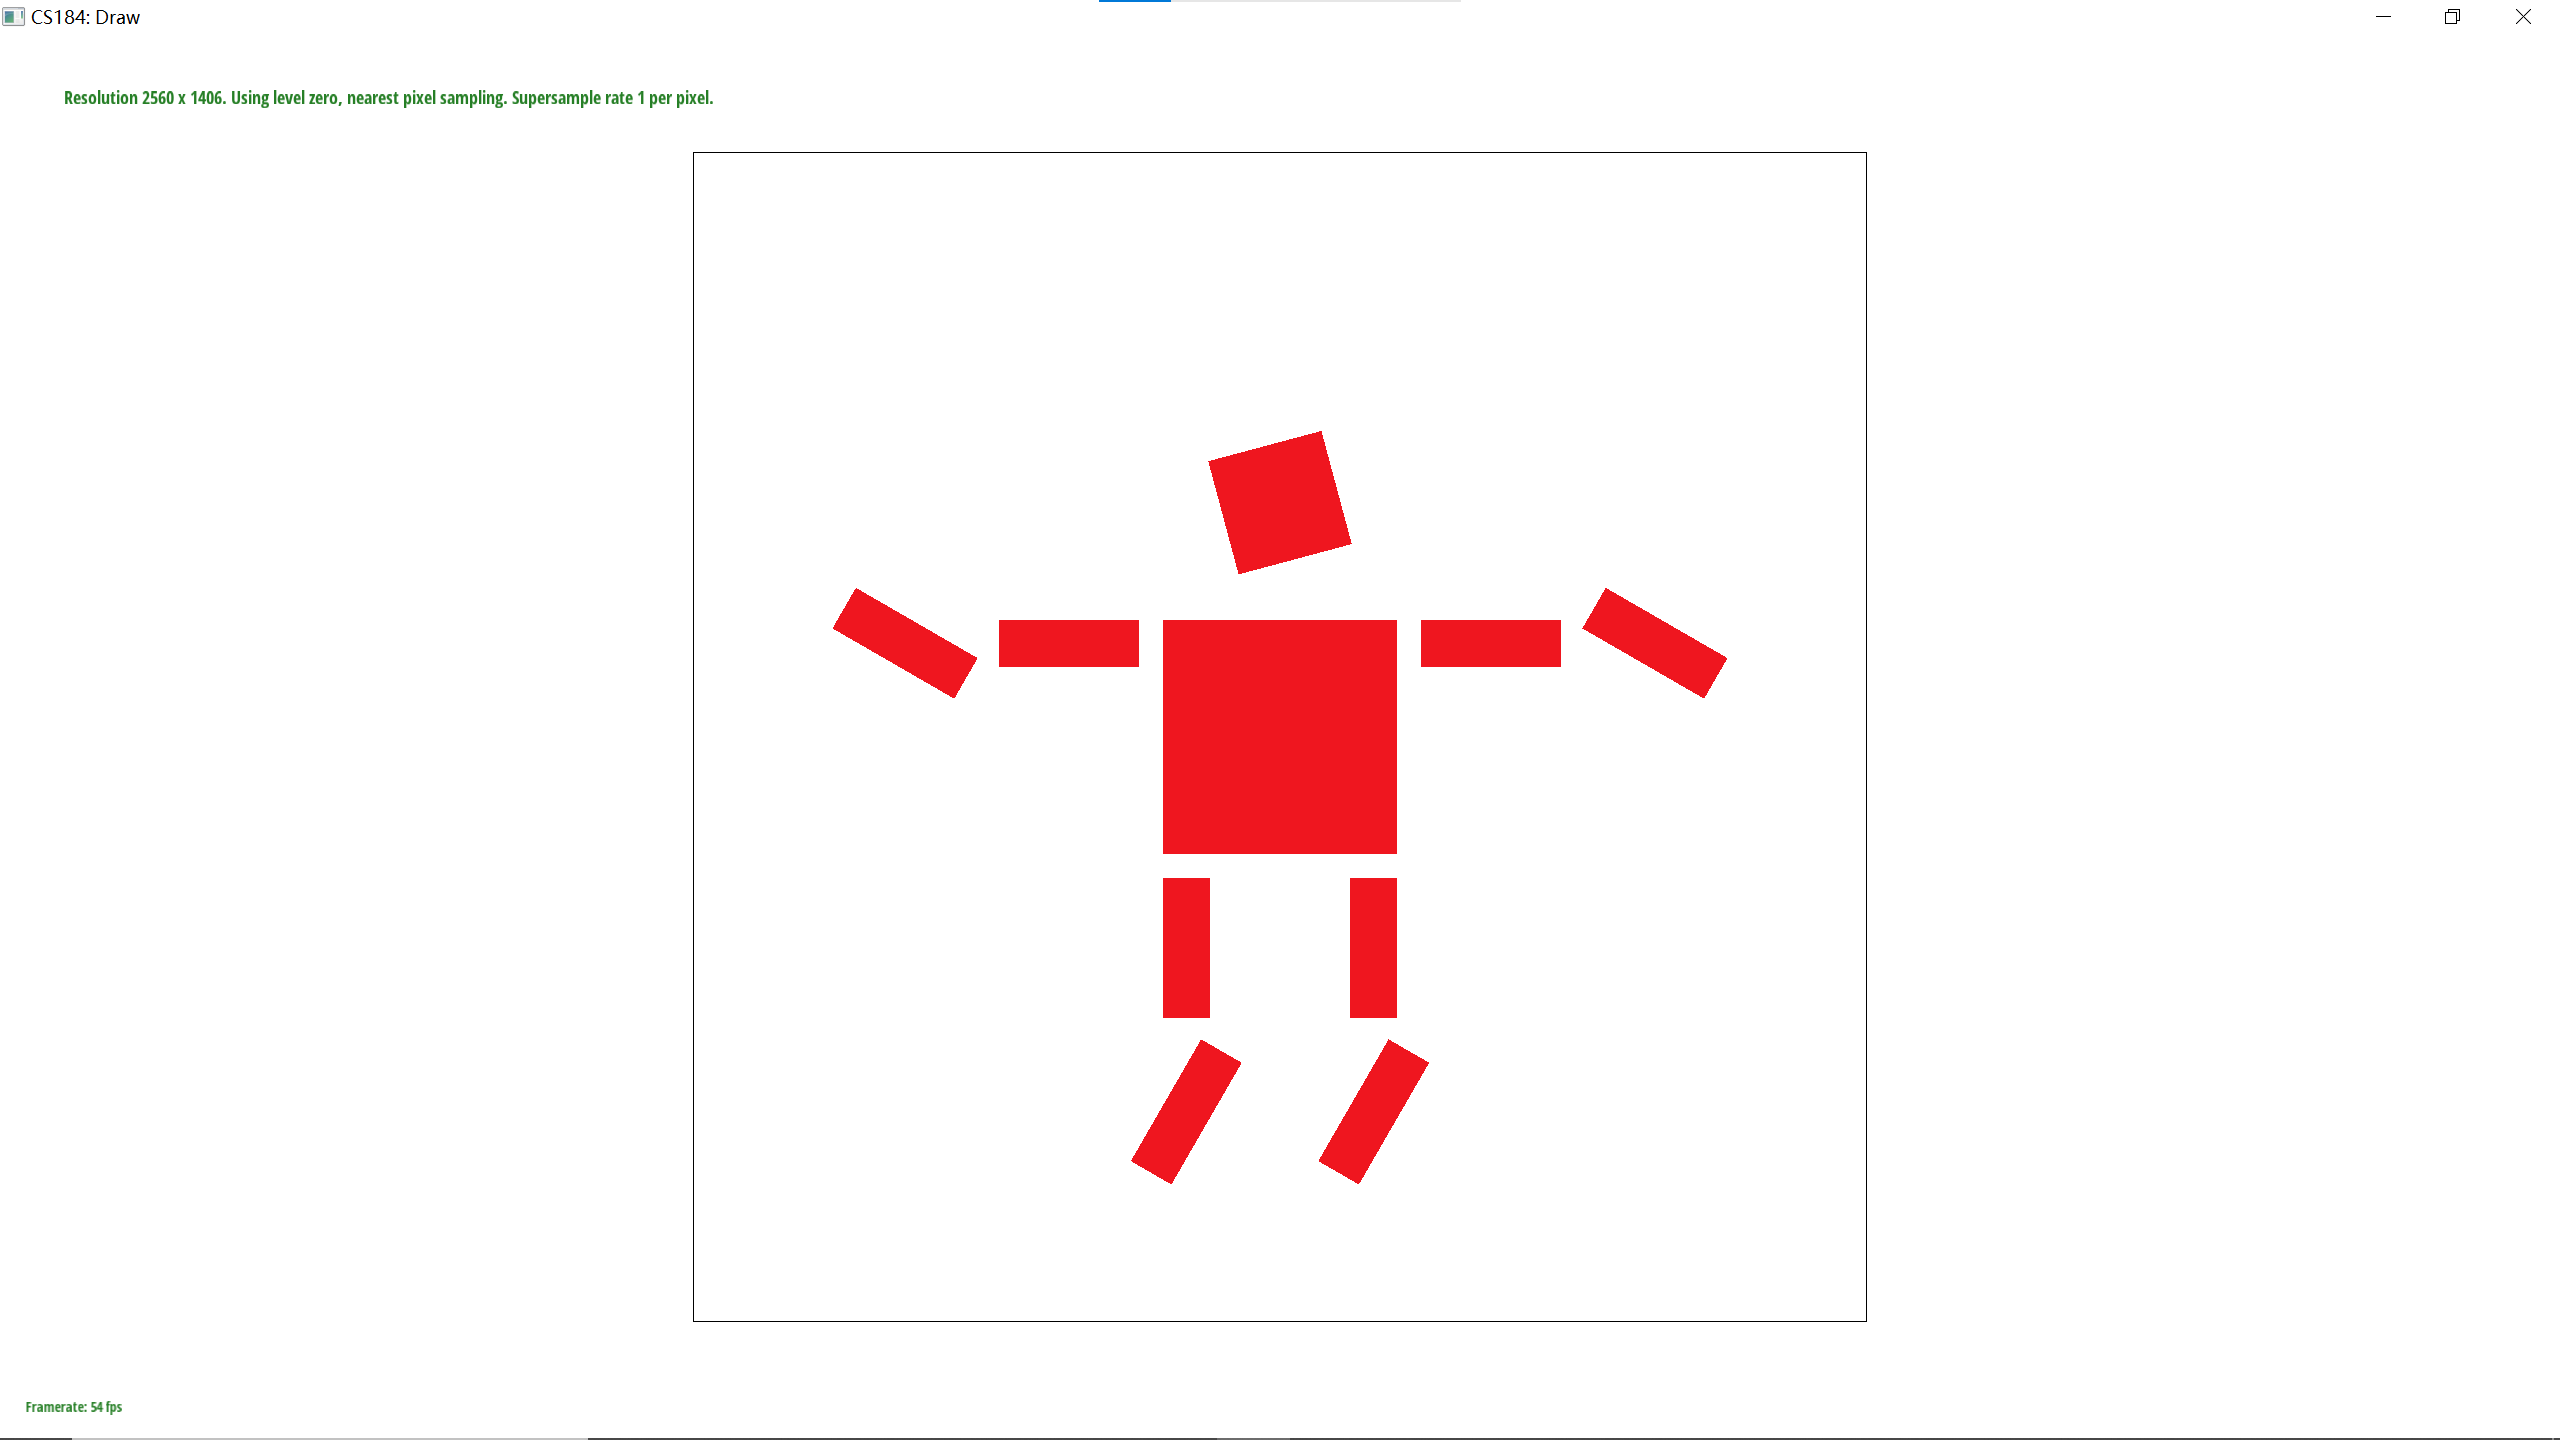 CS184: Draw
Resolution 2560 x 1406. Using level zero, nearest pixel sampling. Supersample rate 1 per pixel.
Framerate: 54 fps